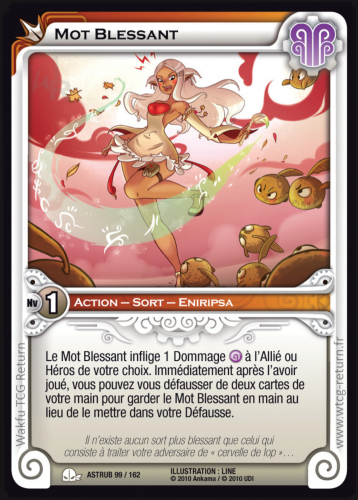 MOT BLESSANT
Nv 1
ACTION – SORT – ENIRIPSA
Le Mot Blessant inflige 1 Dommage à l'Allié ou
Héros de votre choix. Immédiatement après l'avoir
joué, vous pouvez vous défausser de deux cartes de
votre main pour garder le Mot Blessant en main au
lieu de le mettre dans votre Défausse.
Il n'existe aucun sort plus blessant que celui qui
consiste à traiter votre adversaire de « cervelle de Iop »…
ASTRUB 99 / 162
ILLUSTRATION : LINE
© 2010 Ankama / © 2010 UDI
Wakfu TCG Return
www.wtcg-return.fr